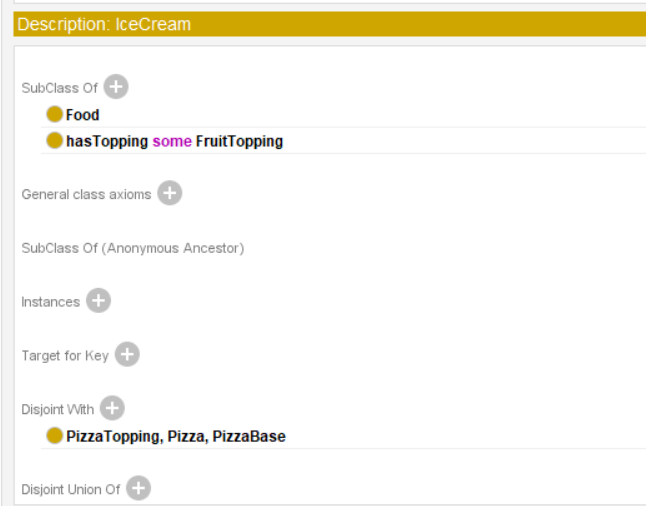 Description: IceCream
SubClass Of
Food
hasTopping some FruitTopping
General class axioms
SubClass Of (Anonymous Ancestor)
Instances
Target for Key
Disjoint With
PizzaTopping, Pizza, PizzaBase
Disjoint Union Of